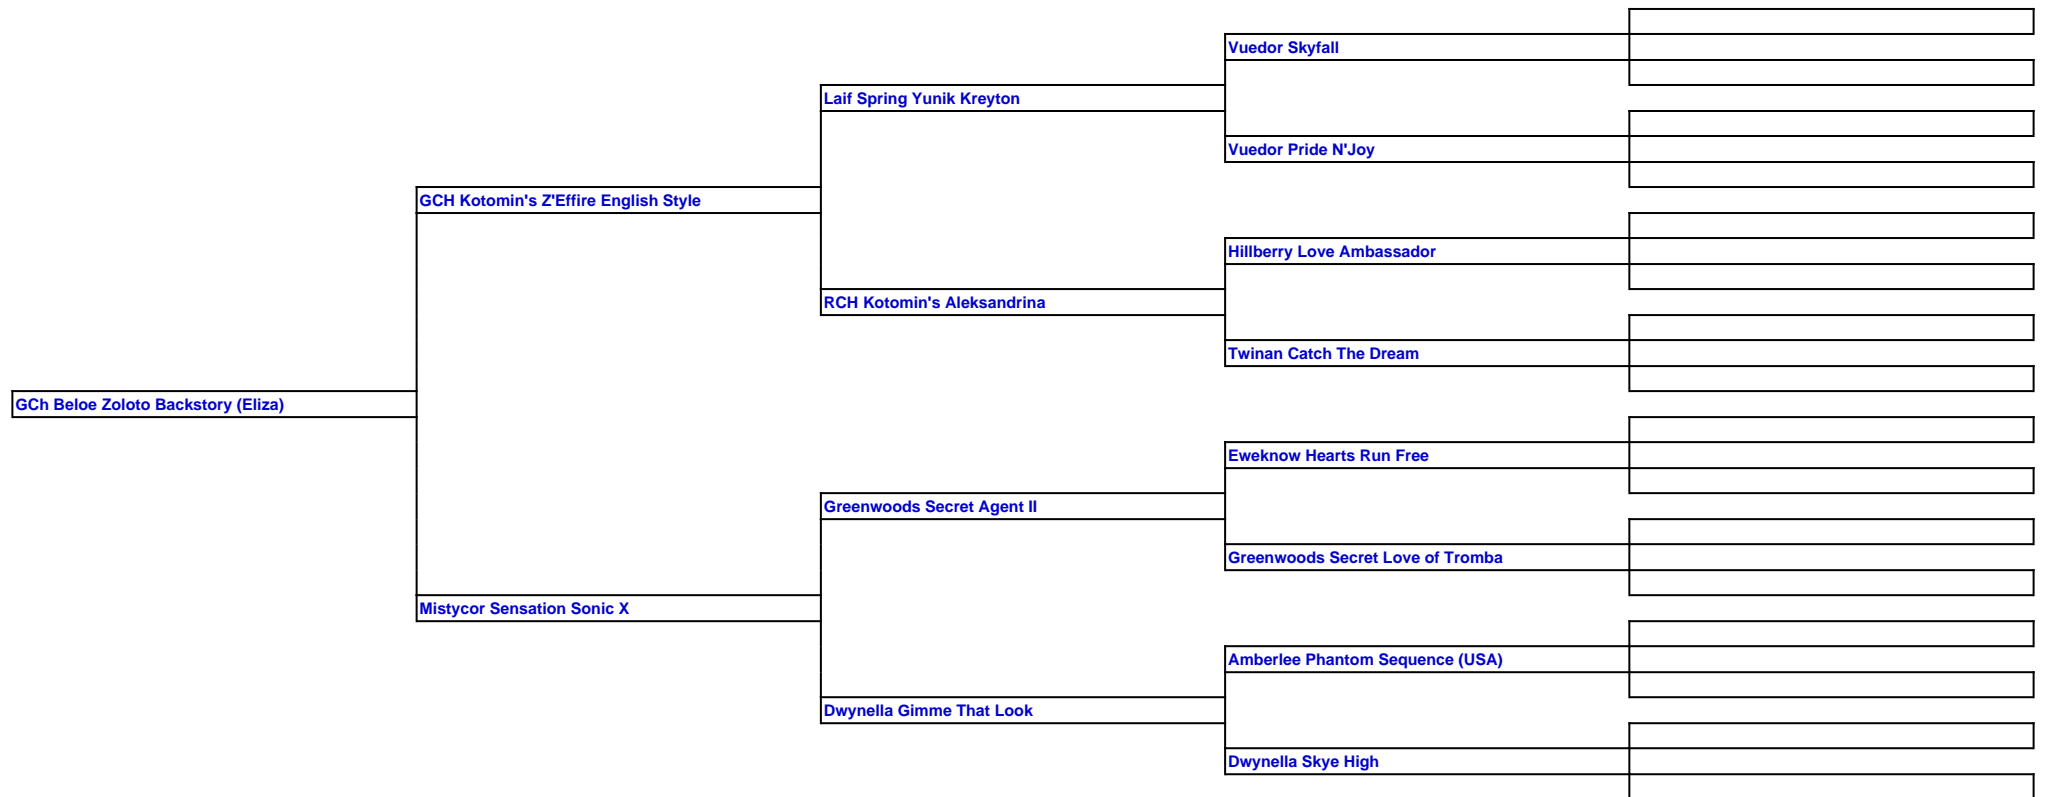 Vuedor Skyfall
Laif Spring Yunik Kreyton
Vuedor Pride N'Joy
GCH Kotomin's Z'Effire English Style
Hillberry Love Ambassador
RCH Kotomin's Aleksandrina
Twinan Catch The Dream
GCh Beloe Zoloto Backstory (Eliza)
Eweknow Hearts Run Free
Greenwoods Secret Agent II
Greenwoods Secret Love of Tromba
Mistycor Sensation Sonic X
Amberlee Phantom Sequence (USA)
Dwynella Gimme That Look
Dwynella Skye High